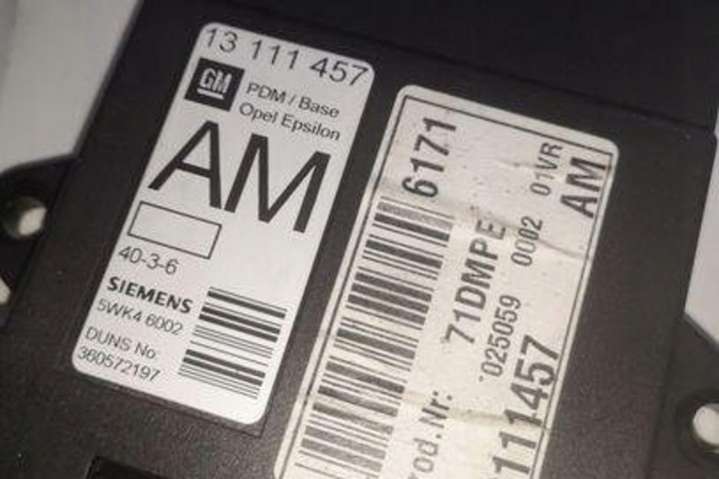 13 111 457
GM
PDM / Base
Opel Epsilon
AM
40-3-6
SIEMENS
5WK4 6002
DUNS No
360572197
6171
01VR
AM
71DMPE
025059 0002
rod.Nr:
111457